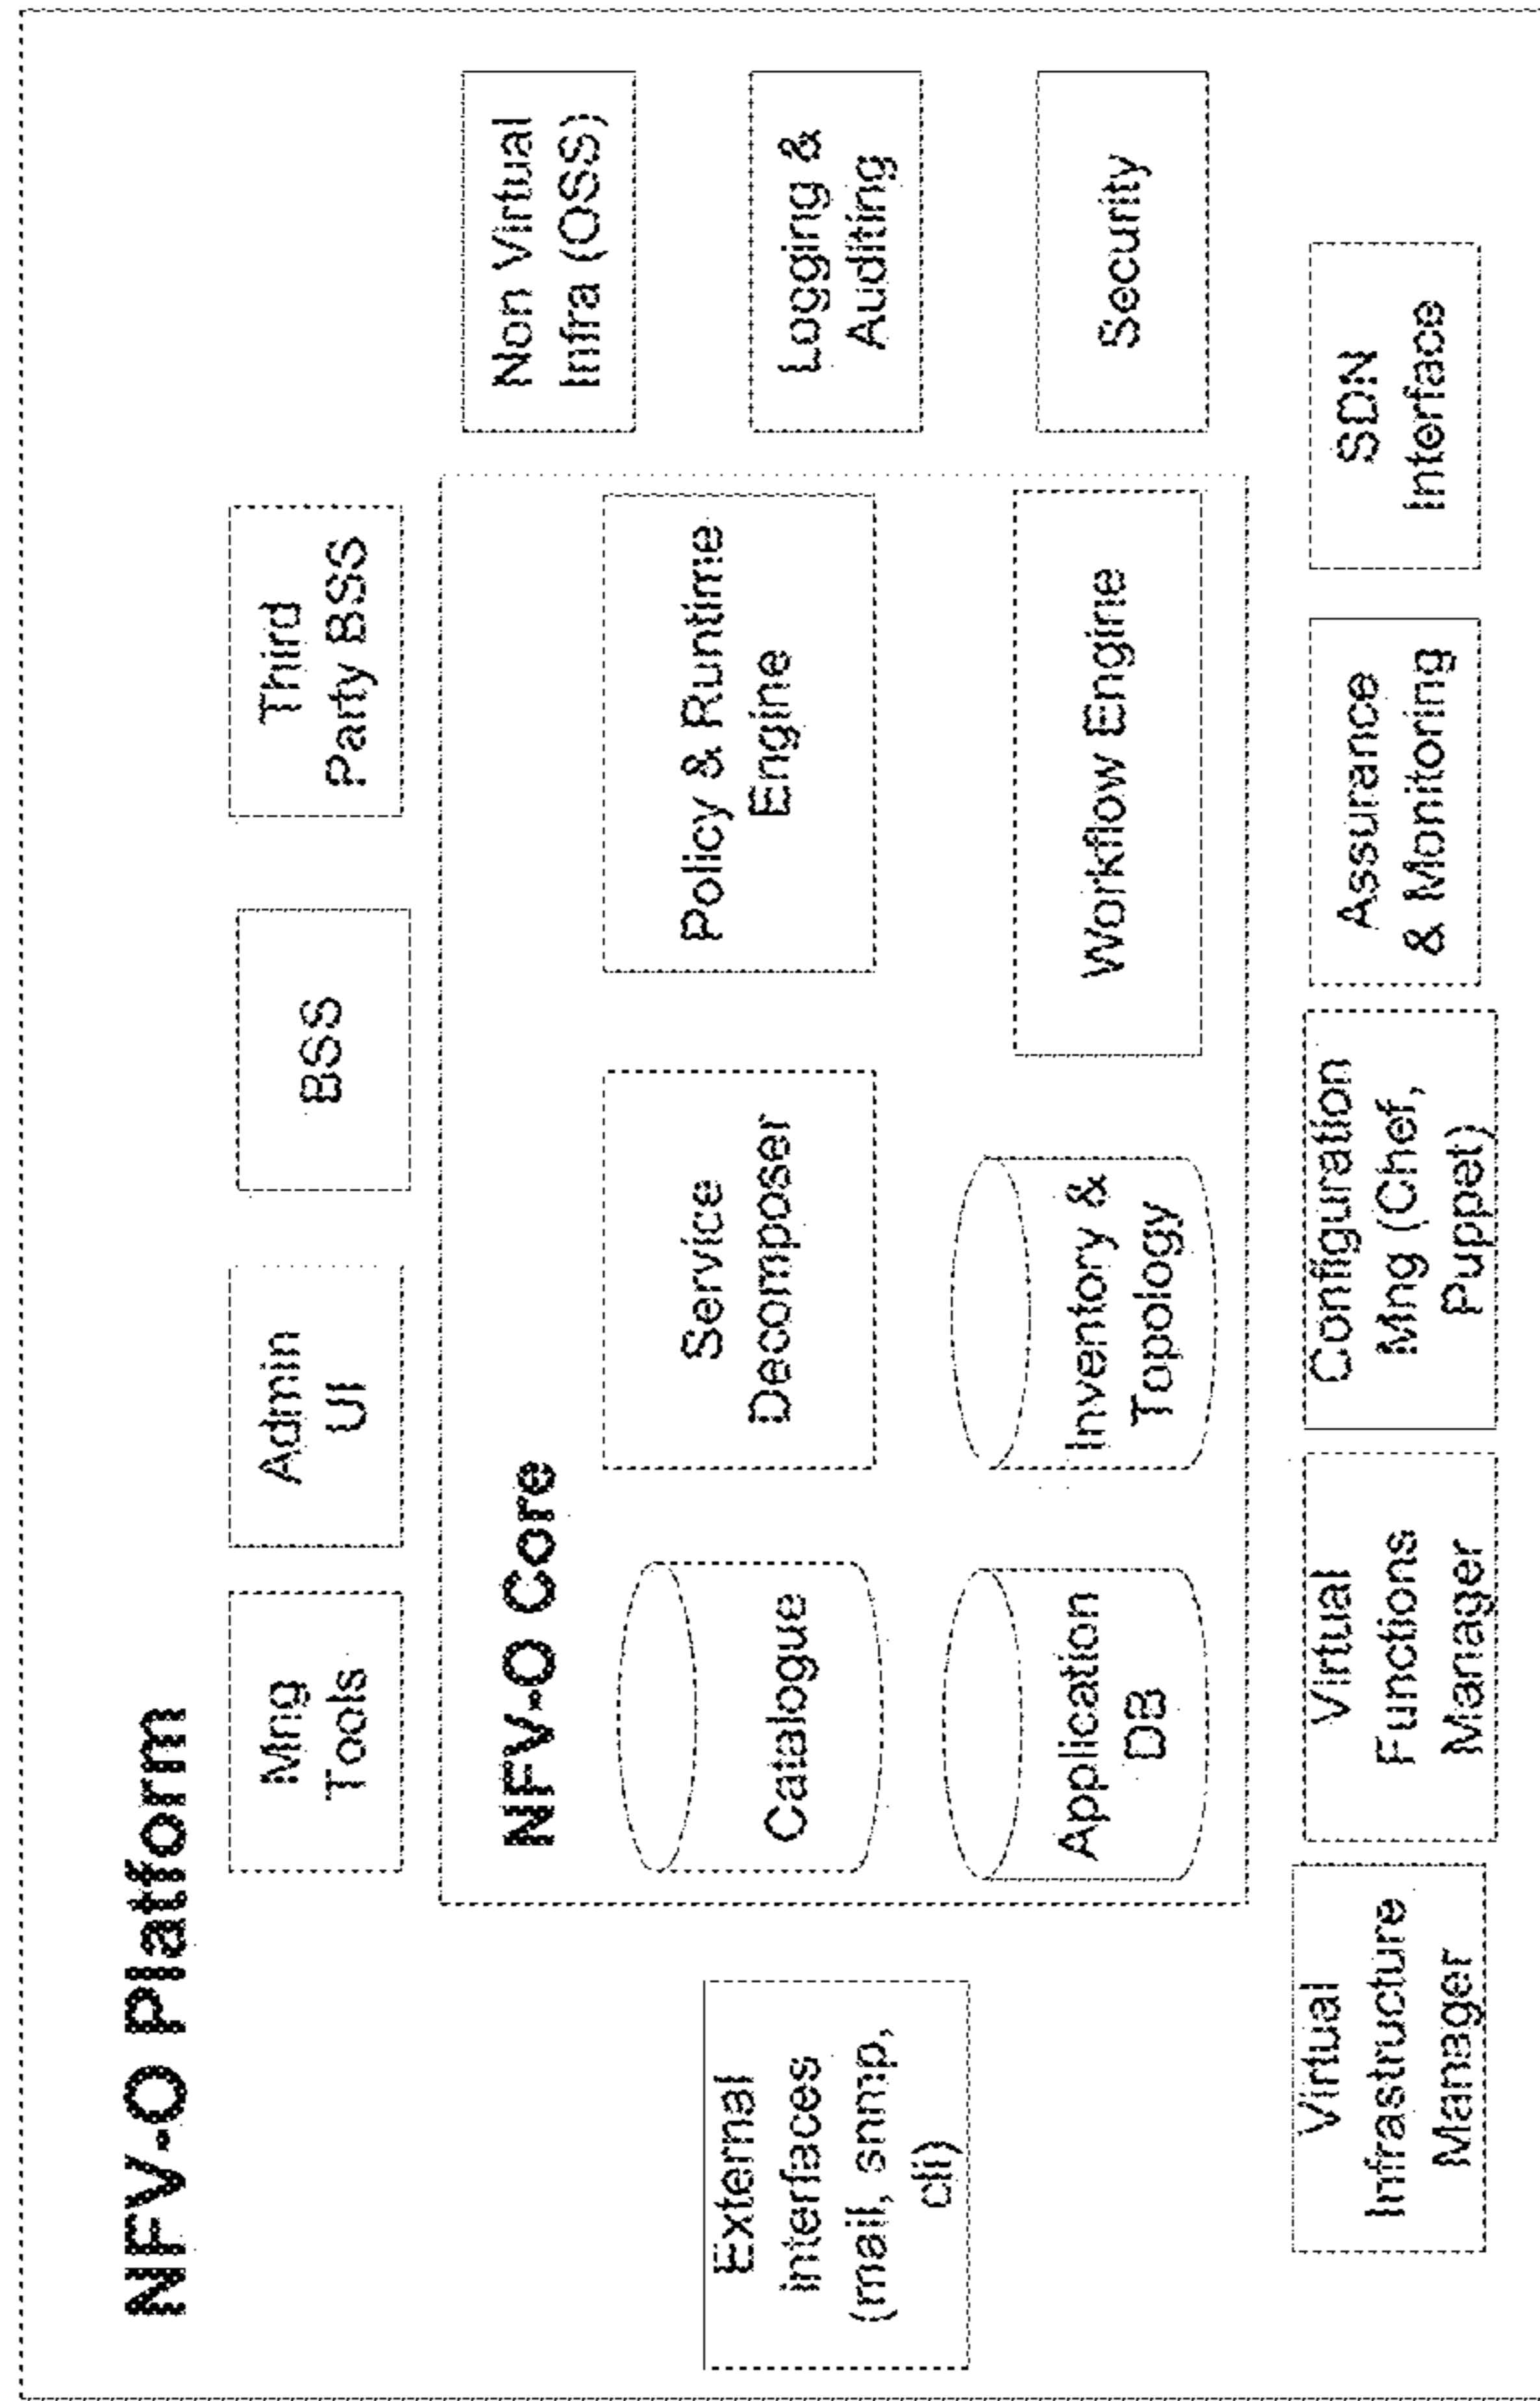 NFV-O Platform
Mng
Tools
Admin
UI
BSS
Third
Party BSS
External
interfaces
(mail, snmp,
cli)
NFV-O Core
Catalogue
Service
Decomposer
Policy & Runtime
Engine
Application
DB
Inventory &
Topology
Workflow Engine
Non Virtual
Infra (OSS)
Logging &
Auditing
Security
Virtual
Infrastructure
Manager
Virtual
Functions
Manager
Configuration
Mng (Chef,
Puppet)
Assurance
& Monitoring
SDN
Interface